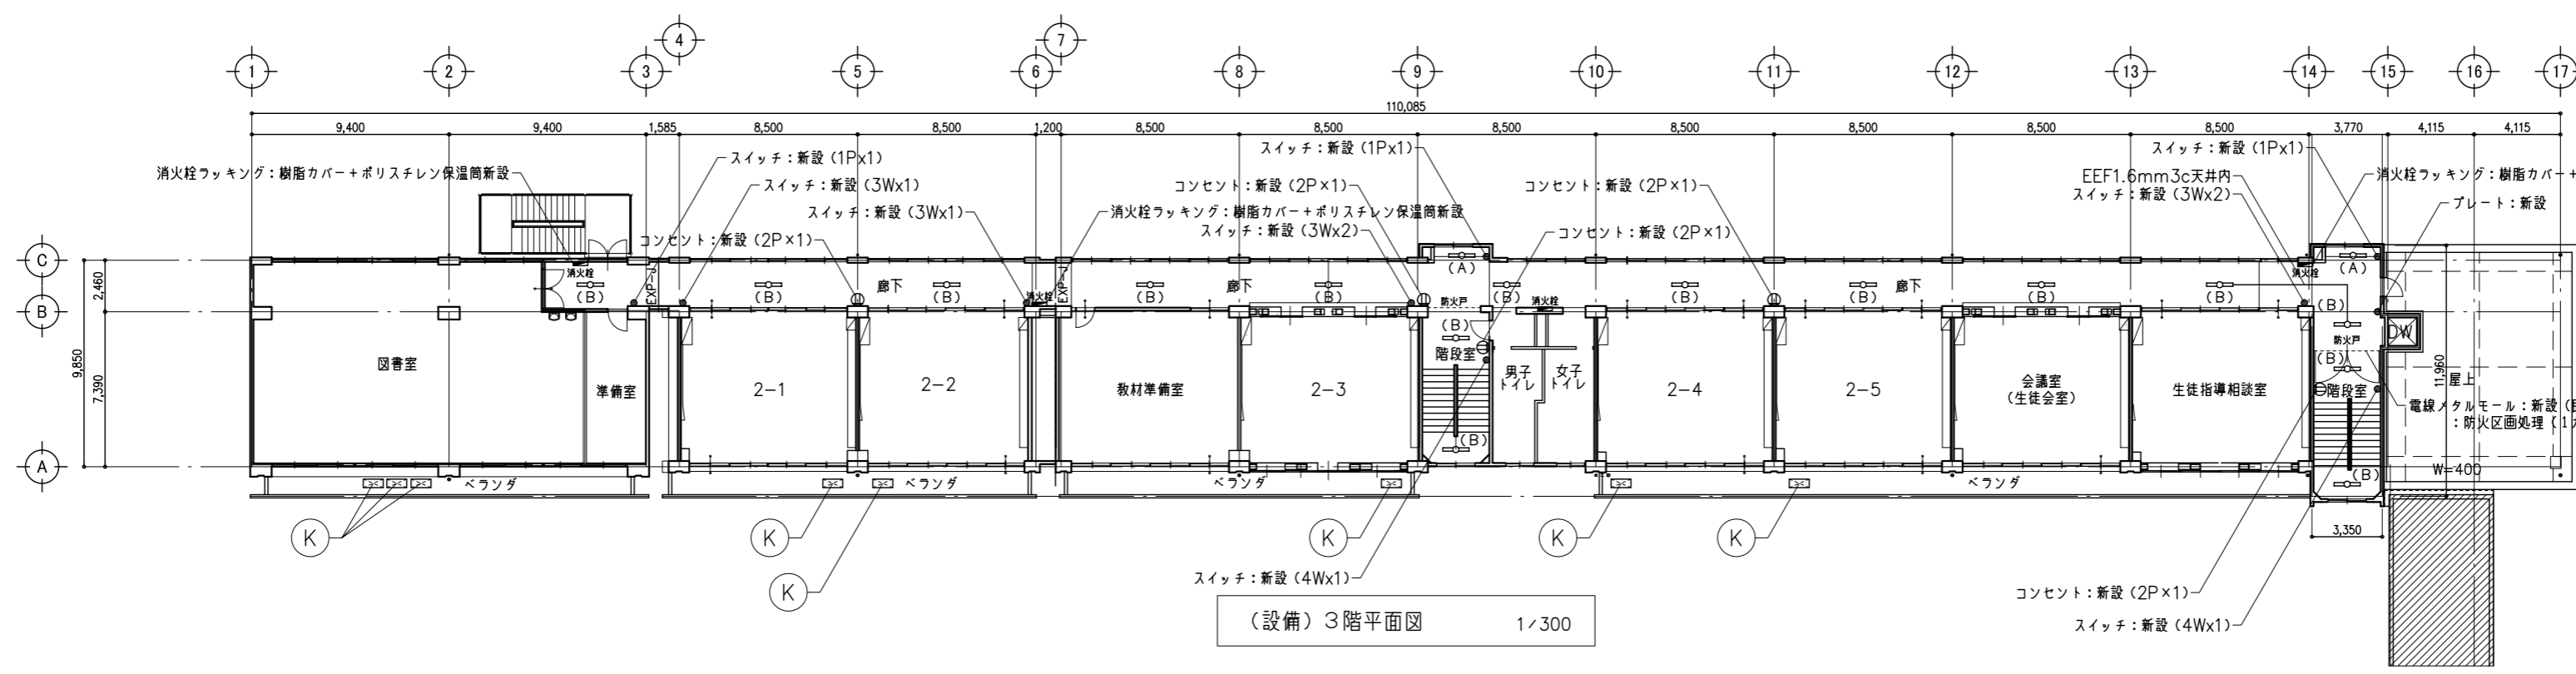 4
7
1
2
3
5
6
8
9
10
11
12
13
14
15
16
17
110,085
9,400
9,400
1,585
8,500
8,500
1,200
8,500
8,500
8,500
8,500
8,500
8,500
8,500
3,770
4,115
4,115
スイッチ：新設（1Px1）
スイッチ：新設（1Px1）
スイッチ：新設（1Px1）
消火栓ラッキング：樹脂カバー＋ポリスチレン保温筒新設
スイッチ：新設（3Wx1）
コンセント：新設（2P×1）
コンセント：新設（2P×1）
EEF1.6mm3c天井内
消火栓ラッキング：樹脂カバー＋
スイッチ：新設（3Wx2）
プレート：新設
スイッチ：新設（3Wx1）
消火栓ラッキング：樹脂カバー＋ポリスチレン保温筒新設
スイッチ：新設（3Wx2）
コンセント：新設（2P×1）
コンセント：新設（2P×1）
C
B
A
2,460
7,390
9,850
消火栓
（B）
EXP-J
（B）
廊下
（B）
消火栓
EXP-J
（B）
廊下
（B）
（A）
防火戸
（B）
消火栓
（B）
（B）
廊下
（B）
（B）
消火栓
（A）
（B）
（B）
階段室
（B）
防火戸
（B）
階段室
（B）
DW
11,960
屋上
図書室
準備室
2-1
2-2
教材準備室
2-3
男子
トイレ
女子
トイレ
2-4
2-5
会議室
（生徒会室）
生徒指導相談室
電線メタルモール：新設（
：防火区画処理（1
W=400
ベランダ
ベランダ
ベランダ
ベランダ
3,350
K
K
K
K
K
K
スイッチ：新設（4Wx1）
コンセント：新設（2P×1）
スイッチ：新設（4Wx1）
（設備）３階平面図 1/300